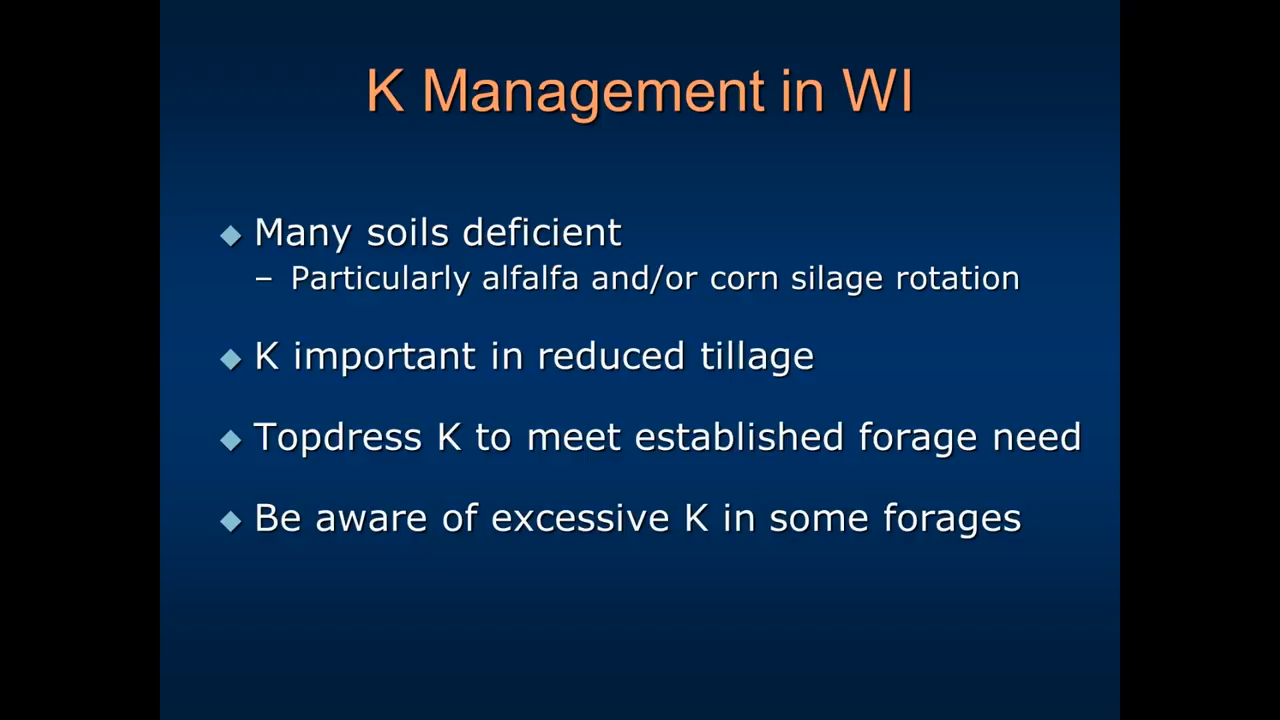 K Management in WI
◆ Many soils deficient
– Particularly alfalfa and/or corn silage rotation
◆ K important in reduced tillage
◆ Topdress K to meet established forage need
◆ Be aware of excessive K in some forages